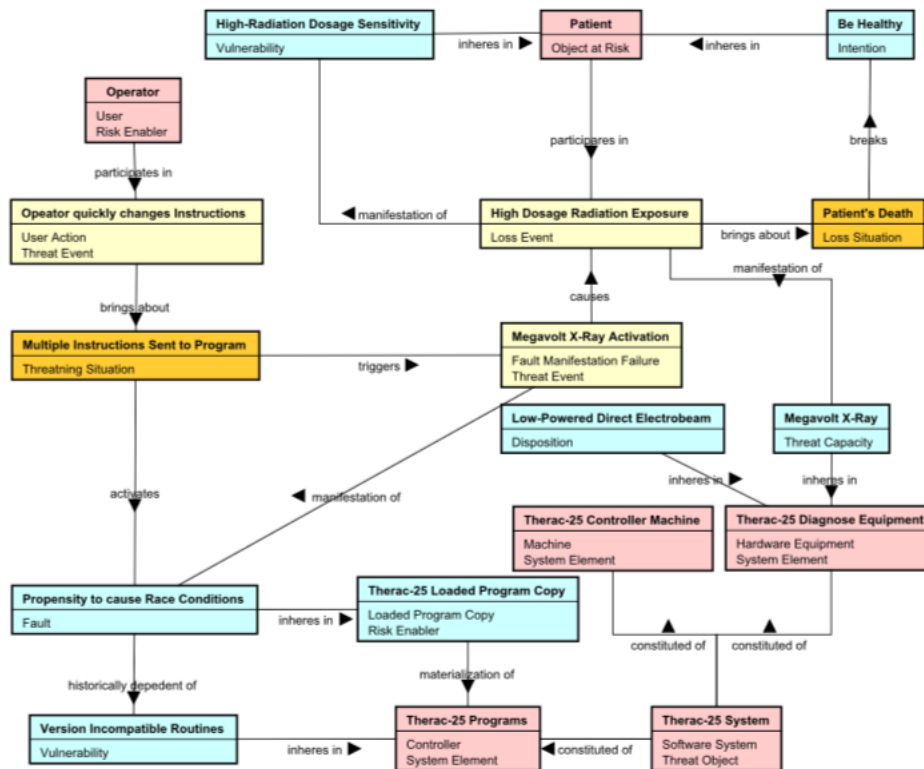 High-Radiation Dosage Sensitivity
Vulnerability
inheres in
Patient
Object at Risk
inheres in
Be Healthy
Intention
Operator
User
Risk Enabler
participates in
participares in
breaks
Opeator quickly changes Instructions
User Action
Threat Event
manifestation of
High Dosage Radiation Exposure
Loss Event
brings about
Patient's Death
Loss Situation
manifestation of
brings about
causes
Multiple Instructions Sent to Program
Threatning Situation
triggers
Megavolt X-Ray Activation
Fault Manifestation Failure
Threat Event
Low-Powered Direct Electrobeam
Disposition
Megavolt X-Ray
Threat Capacity
activates
manifestation of
inheres in
inheres in
Therac-25 Controller Machine
Machine
System Element
Therac-25 Diagnose Equipment
Hardware Equipment
System Element
Propensity to cause Race Conditions
Fault
inheres in
Therac-25 Loaded Program Copy
Loaded Program Copy
Risk Enabler
constituted of
constituted of
historically depedent of
materialization of
Version Incompatible Routines
Vulnerability
inheres in
Therac-25 Programs
Controller
System Element
constituted of
Therac-25 System
Software System
Threat Object